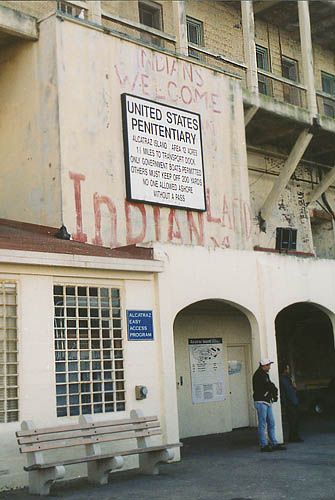 INDIANS
WELCOME
UNITED STATES
PENITENTIARY
ALCATRAZ ISLAND AREA 12 ACRES
1½ MILES TO TRANSPORT DOCK
ONLY GOVERNMENT BOATS PERMITTED
OTHERS MUST KEEP OFF 200 YARDS
NO ONE ALLOWED ASHORE
WITHOUT A PASS
INDIAN LAND
ALCATRAZ
EASY
ACCESS
PROGRAM